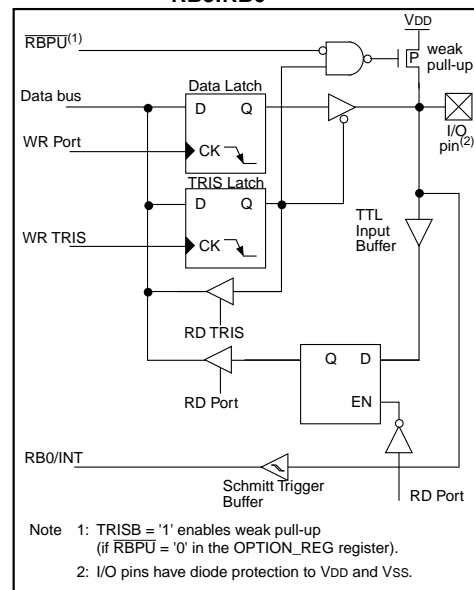 RBPU(1)
VDD
P
weak
pull-up
Data bus
Data Latch
D Q
WR Port
CK
I/O
pin(2)
TRIS Latch
D Q
WR TRIS
CK
TTL
Input
Buffer
RD TRIS
Q D
RD Port
EN
RB0/INT
Schmitt Trigger
Buffer
RD Port
Note 1: TRISB = '1' enables weak pull-up
(if RBPU = '0' in the OPTION_REG register).
2: I/O pins have diode protection to VDD and VSS.